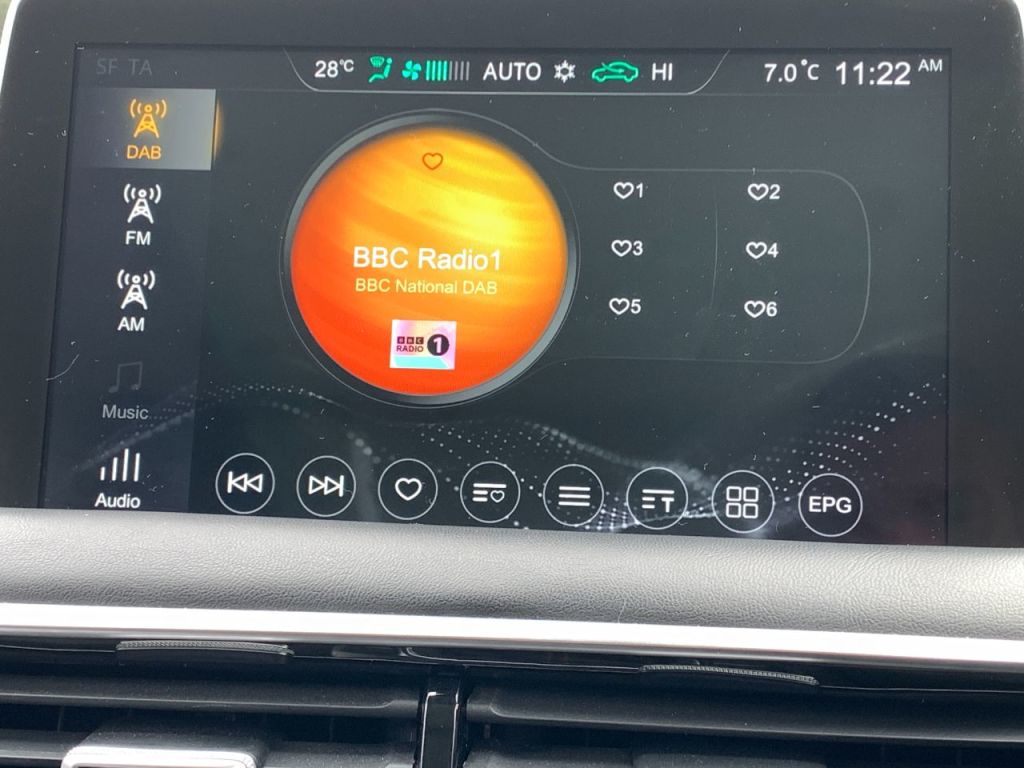 SF TA
28°C AUTO HI 7.0°C 11:22 AM
DAB
FM
AM
Music
Audio
BBC Radio1
BBC National DAB
BBC
RADIO 1
1 2
3 4
5 6
T
EPG